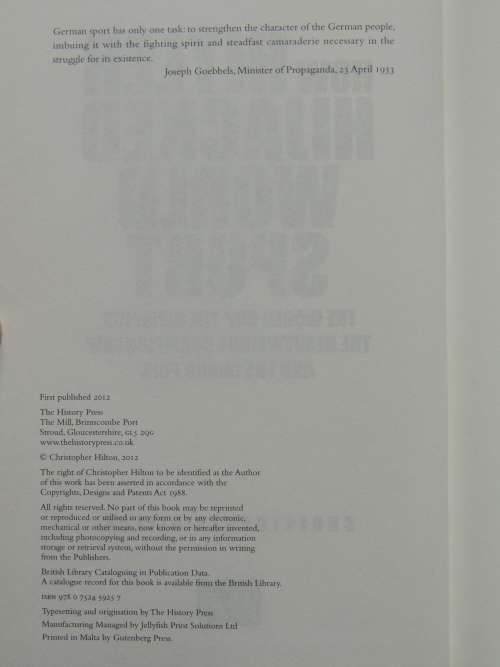 German sport has only one task: to strengthen the character of the German people,
imbuing it with the fighting spirit and steadfast camaraderie necessary in the
struggle for its existence.
Joseph Goebbels, Minister of Propaganda, 23 April 1933
HIJACKED
WORLD
SPORT
First published 2012
The History Press
The Mill, Brimscombe Port
Stroud, Gloucestershire, GL5 2QG
www.thehistorypress.co.uk
© Christopher Hilton, 2012
The right of Christopher Hilton to be identified as the Author
of this work has been asserted in accordance with the
Copyrights, Designs and Patents Act 1988.
All rights reserved. No part of this book may be reprinted
or reproduced or utilised in any form or by any electronic,
mechanical or other means, now known or hereafter invented,
including photocopying and recording, or in any information
storage or retrieval system, without the permission in writing
from the Publishers.
British Library Cataloguing in Publication Data.
A catalogue record for this book is available from the British Library.
ISBN 978 0 7524 5925 7
Typesetting and origination by The History Press
Manufacturing Managed by Jellyfish Print Solutions Ltd
Printed in Malta by Gutenberg Press.